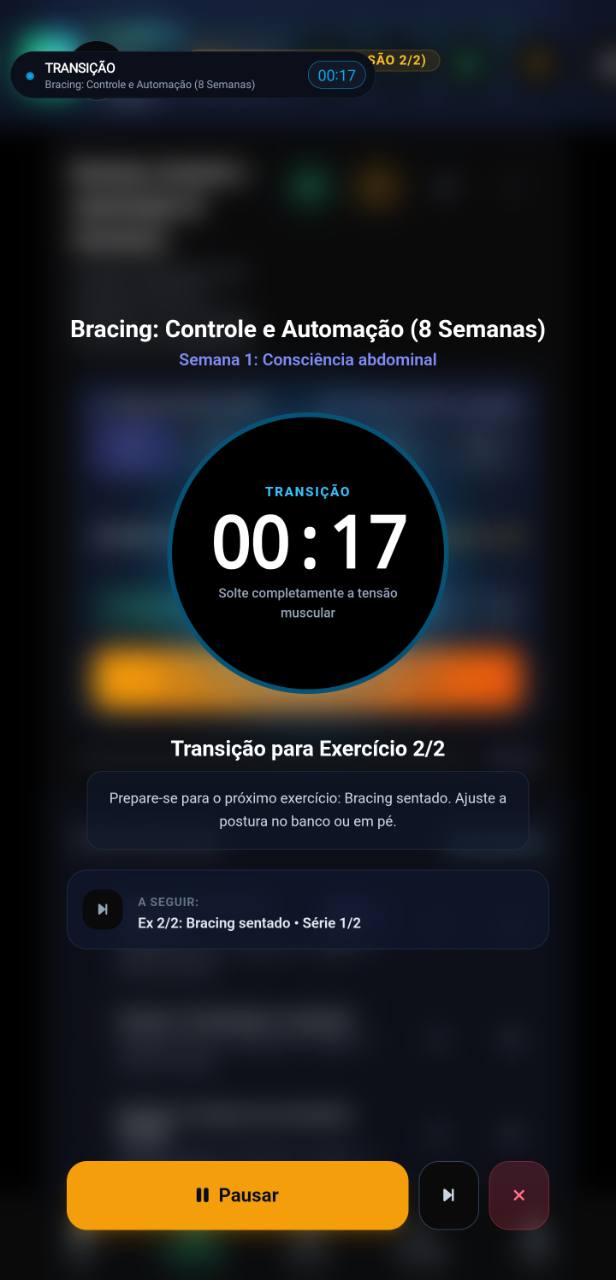 SÃO 2/2)
TRANSIÇÃO
Bracing: Controle e Automação (8 Semanas)
00:17
Bracing: Controle e Automação (8 Semanas)
Semana 1: Consciência abdominal
TRANSIÇÃO
00:17
Solte completamente a tensão
muscular
Transição para Exercício 2/2
Prepare-se para o próximo exercício: Bracing sentado. Ajuste a
postura no banco ou em pé.
A SEGUIR:
Ex 2/2: Bracing sentado • Série 1/2
Pausar